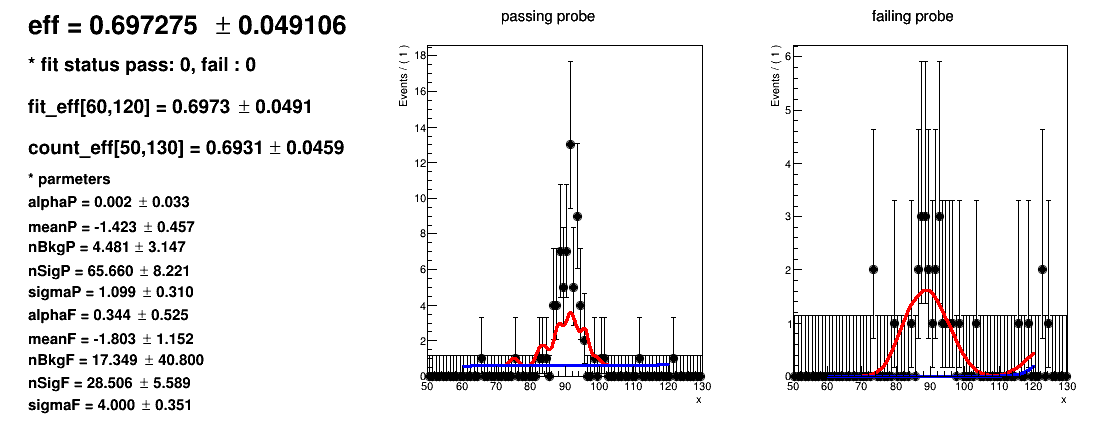 eff = 0.697275 ± 0.049106
* fit status pass: 0, fail : 0
fit_eff[60,120] = 0.6973 ± 0.0491
count_eff[50,130] = 0.6931 ± 0.0459
* parmeters
alphaP = 0.002 ± 0.033
meanP = -1.423 ± 0.457
nBkgP = 4.481 ± 3.147
nSigP = 65.660 ± 8.221
sigmaP = 1.099 ± 0.310
alphaF = 0.344 ± 0.525
meanF = -1.803 ± 1.152
nBkgF = 17.349 ± 40.800
nSigF = 28.506 ± 5.589
sigmaF = 4.000 ± 0.351
passing probe
Events / ( 1 )
18
16
14
12
10
8
6
4
2
0
50 60 70 80 90 100 110 120 130
x
failing probe
Events / ( 1 )
6
5
4
3
2
1
0
50 60 70 80 90 100 110 120 130
x